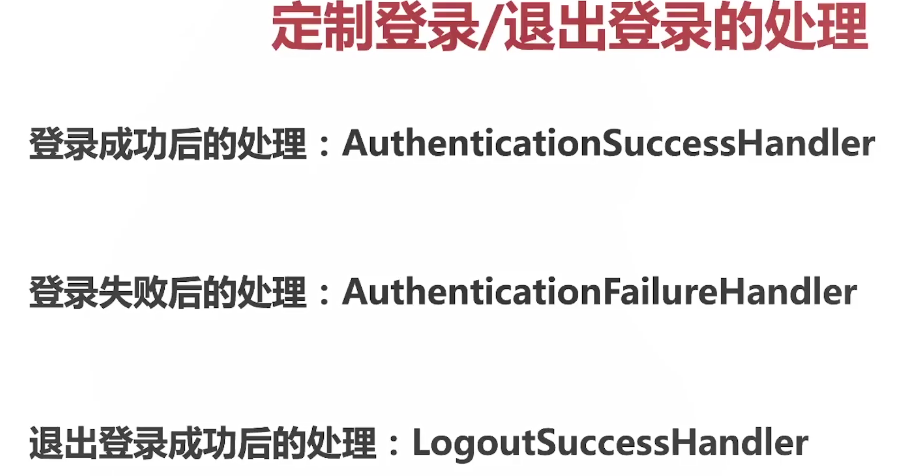 定制登录/退出登录的处理
登录成功后的处理：AuthenticationSuccessHandler
登录失败后的处理：AuthenticationFailureHandler
退出登录成功后的处理：LogoutSuccessHandler